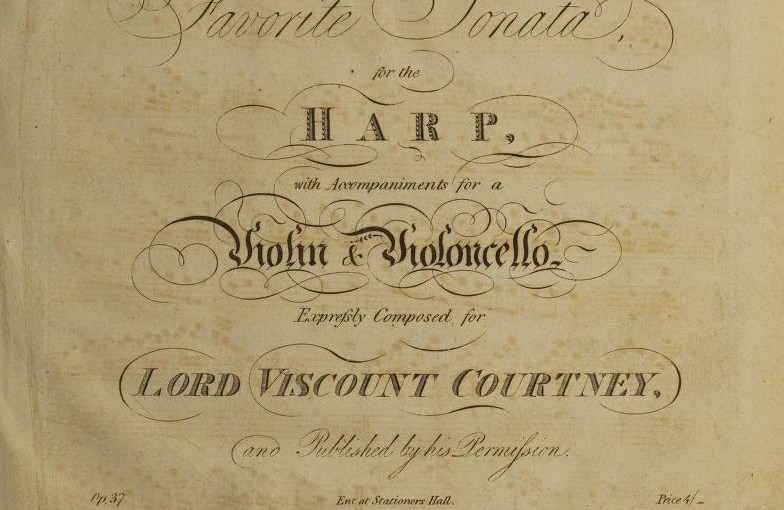 Favorite Sonata,
for the
HARP,
with Accompaniments for a
Violin & Violoncello.
Expreſsly Composed for
LORD VISCOUNT COURTNEY,
and Published by his Permiſsion.
Op. 37. Ent. at Stationers Hall. Price 4/-